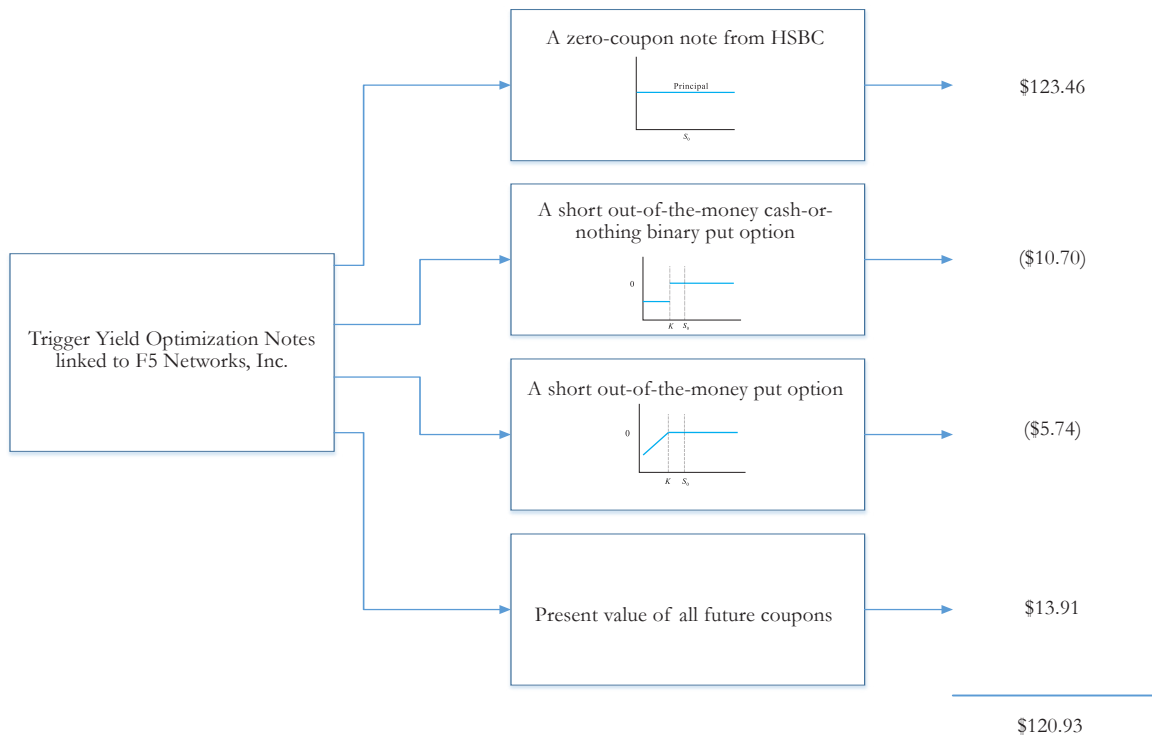 A zero-coupon note from HSBC
Principal
S0
$123.46
A short out-of-the-money cash-or-
nothing binary put option
0
K S0
($10.70)
Trigger Yield Optimization Notes
linked to F5 Networks, Inc.
A short out-of-the-money put option
0
K S0
($5.74)
Present value of all future coupons
$13.91
$120.93